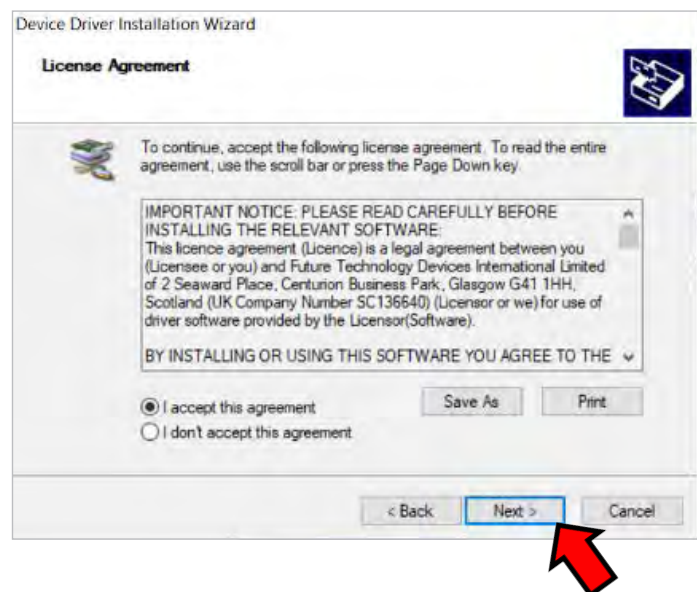 Device Driver Installation Wizard
License Agreement
To continue, accept the following license agreement. To read the entire
agreement, use the scroll bar or press the Page Down key.
IMPORTANT NOTICE: PLEASE READ CAREFULLY BEFORE
INSTALLING THE RELEVANT SOFTWARE:
This licence agreement (Licence) is a legal agreement between you
(Licensee or you) and Future Technology Devices International Limited
of 2 Seaward Place, Centurion Business Park, Glasgow G41 1HH,
Scotland (UK Company Number SC136640) (Licensor or we) for use of
driver software provided by the Licensor(Software).
BY INSTALLING OR USING THIS SOFTWARE YOU AGREE TO THE
I accept this agreement
Save As
Print
I don't accept this agreement
< Back
Next >
Cancel